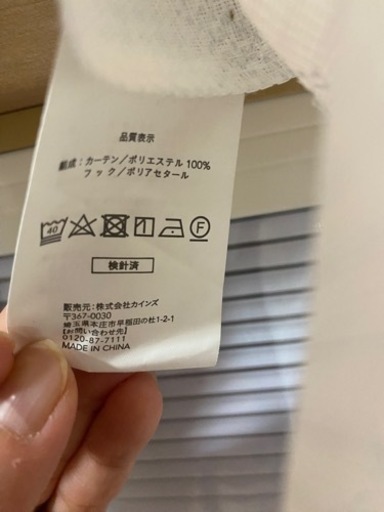 品質表示
組成：カーテン/ポリエステル 100%
フック/ポリアセタール
40
F
検針済
販売元：株式会社カインズ
〒367-0030
埼玉県本庄市早稲田の杜1-2-1
【お問い合わせ先】
0120-87-7111
MADE IN CHINA